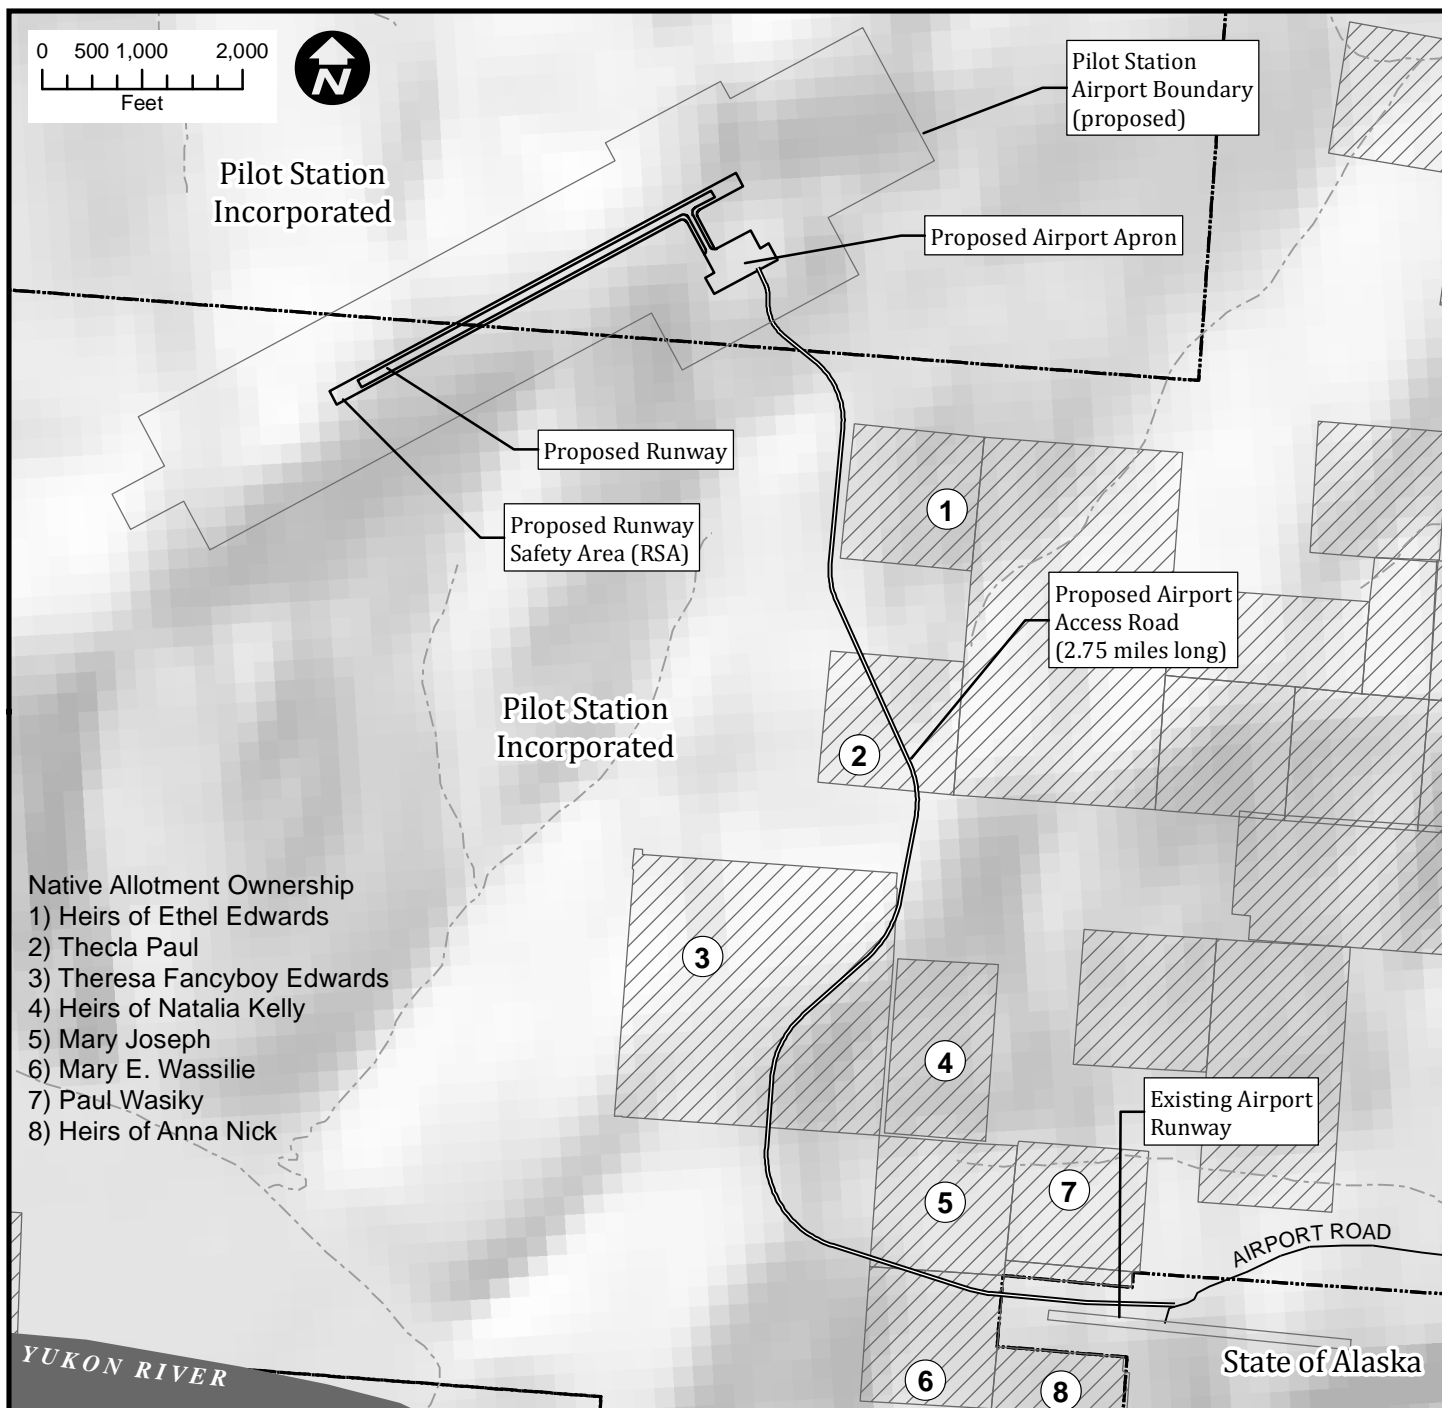 0 500 1,000 2,000
Feet
N
Pilot Station
Airport Boundary
(proposed)
Pilot Station
Incorporated
Proposed Airport Apron
Proposed Runway
Proposed Runway
Safety Area (RSA)
1
Proposed Airport
Access Road
(2.75 miles long)
Pilot Station
Incorporated
2
Native Allotment Ownership
1) Heirs of Ethel Edwards
2) Thecla Paul
3) Theresa Fancyboy Edwards
4) Heirs of Natalia Kelly
5) Mary Joseph
6) Mary E. Wassilie
7) Paul Wasiky
8) Heirs of Anna Nick
3
4
Existing Airport
Runway
5
7
AIRPORT ROAD
YUKON RIVER
State of Alaska
6
8